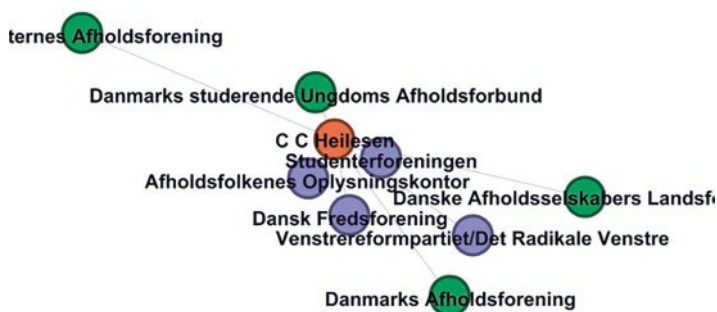 ternes Afholdsforening
Danmarks studerende Ungdoms Afholdsforbund
C C Heilesen
Studenterforeningen
Afholdsfolkenes Oplysningskontor
Danske Afholdsselskabers Landsf
Dansk Fredsforening
Venstrereformpartiet/Det Radikale Venstre
Danmarks Afholdsforening